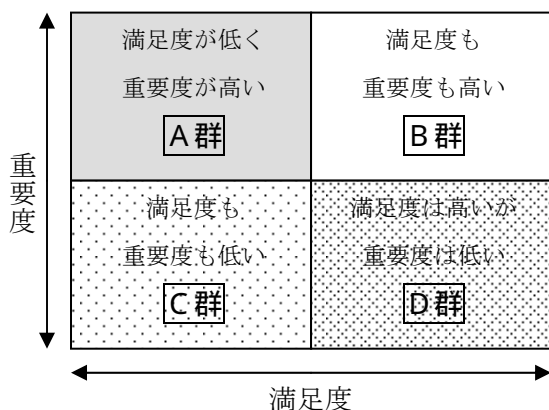 満足度が低く
重要度が高い
A群
満足度も
重要度も高い
B群
重要度
満足度も
重要度も低い
C群
満足度は高いが
重要度は低い
D群
満足度